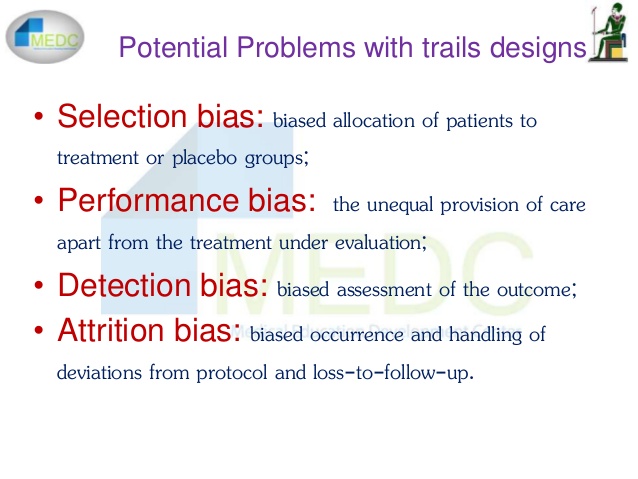 MEDC
Potential Problems with trails designs
• Selection bias: biased allocation of patients to
treatment or placebo groups;
• Performance bias: the unequal provision of care
apart from the treatment under evaluation;
MEDC
• Detection bias: biased assessment of the outcome;
• Attrition bias: biased occurrence and handling of
deviations from protocol and loss-to-follow-up.